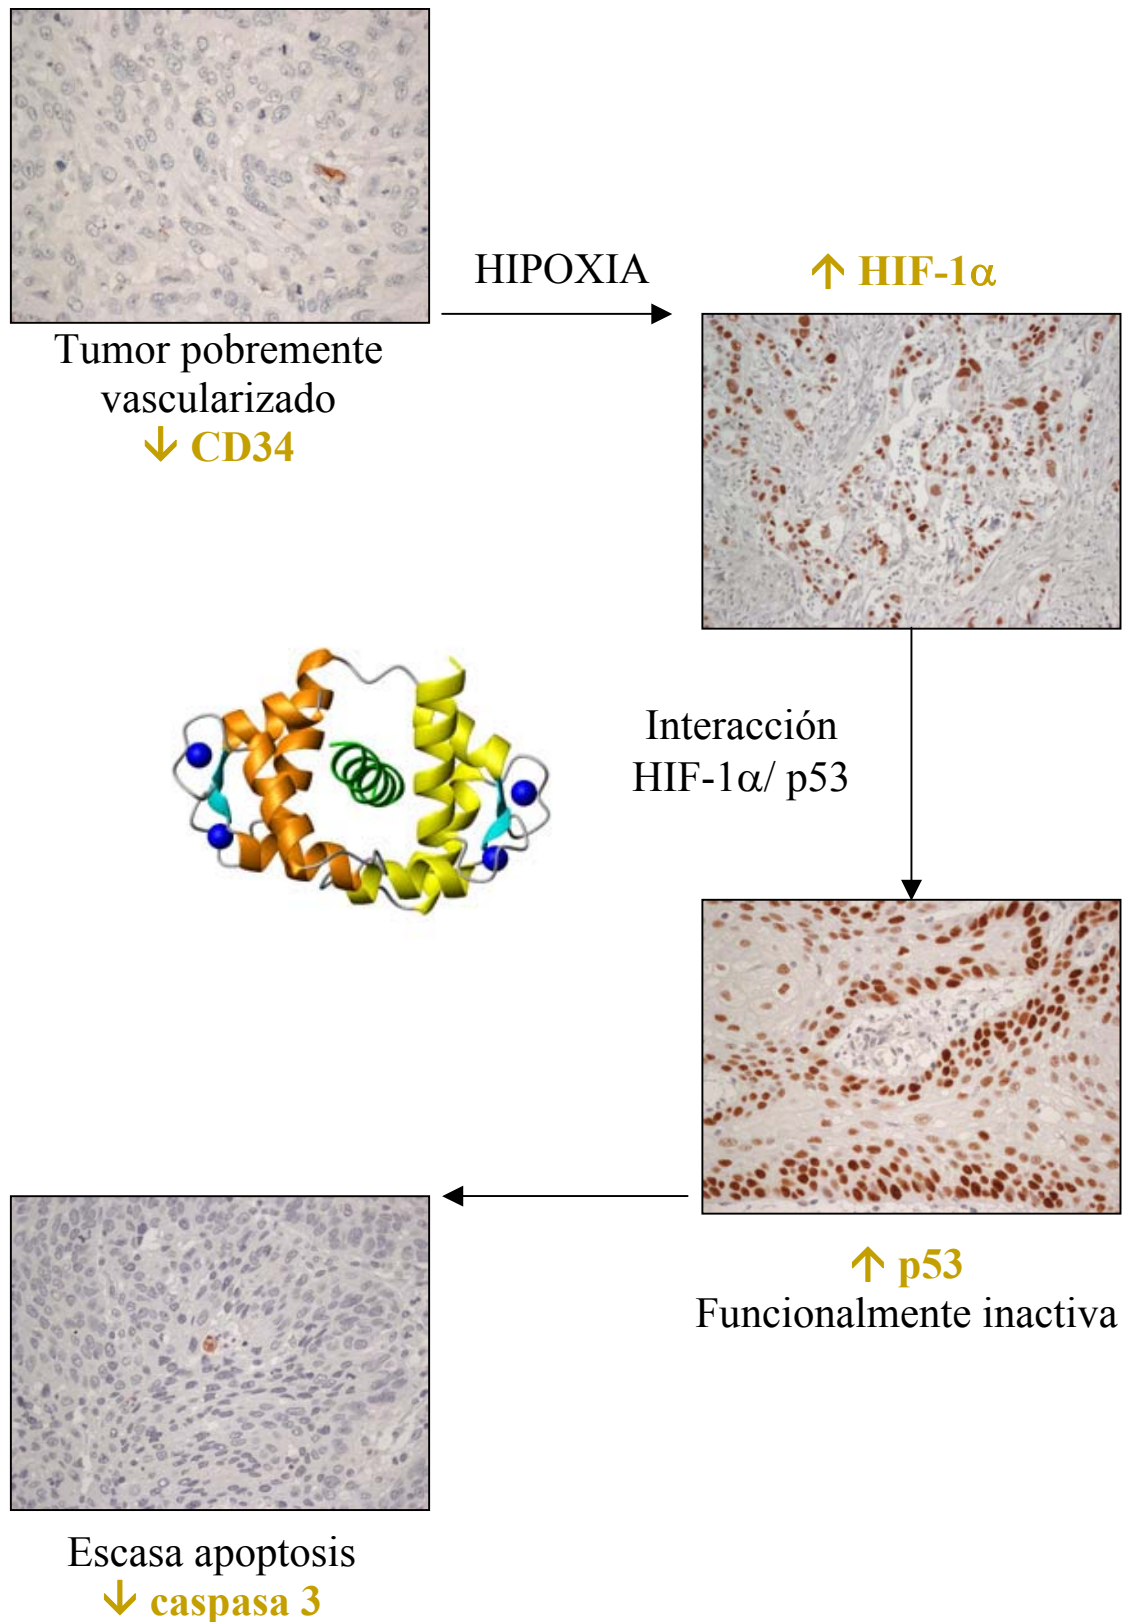 HIPOXIA
↑ HIF-1α
Tumor pobremente
vascularizado
↓ CD34
Interacción
HIF-1α/ p53
↑ p53
Funcionalmente inactiva
Escasa apoptosis
↓ caspasa 3